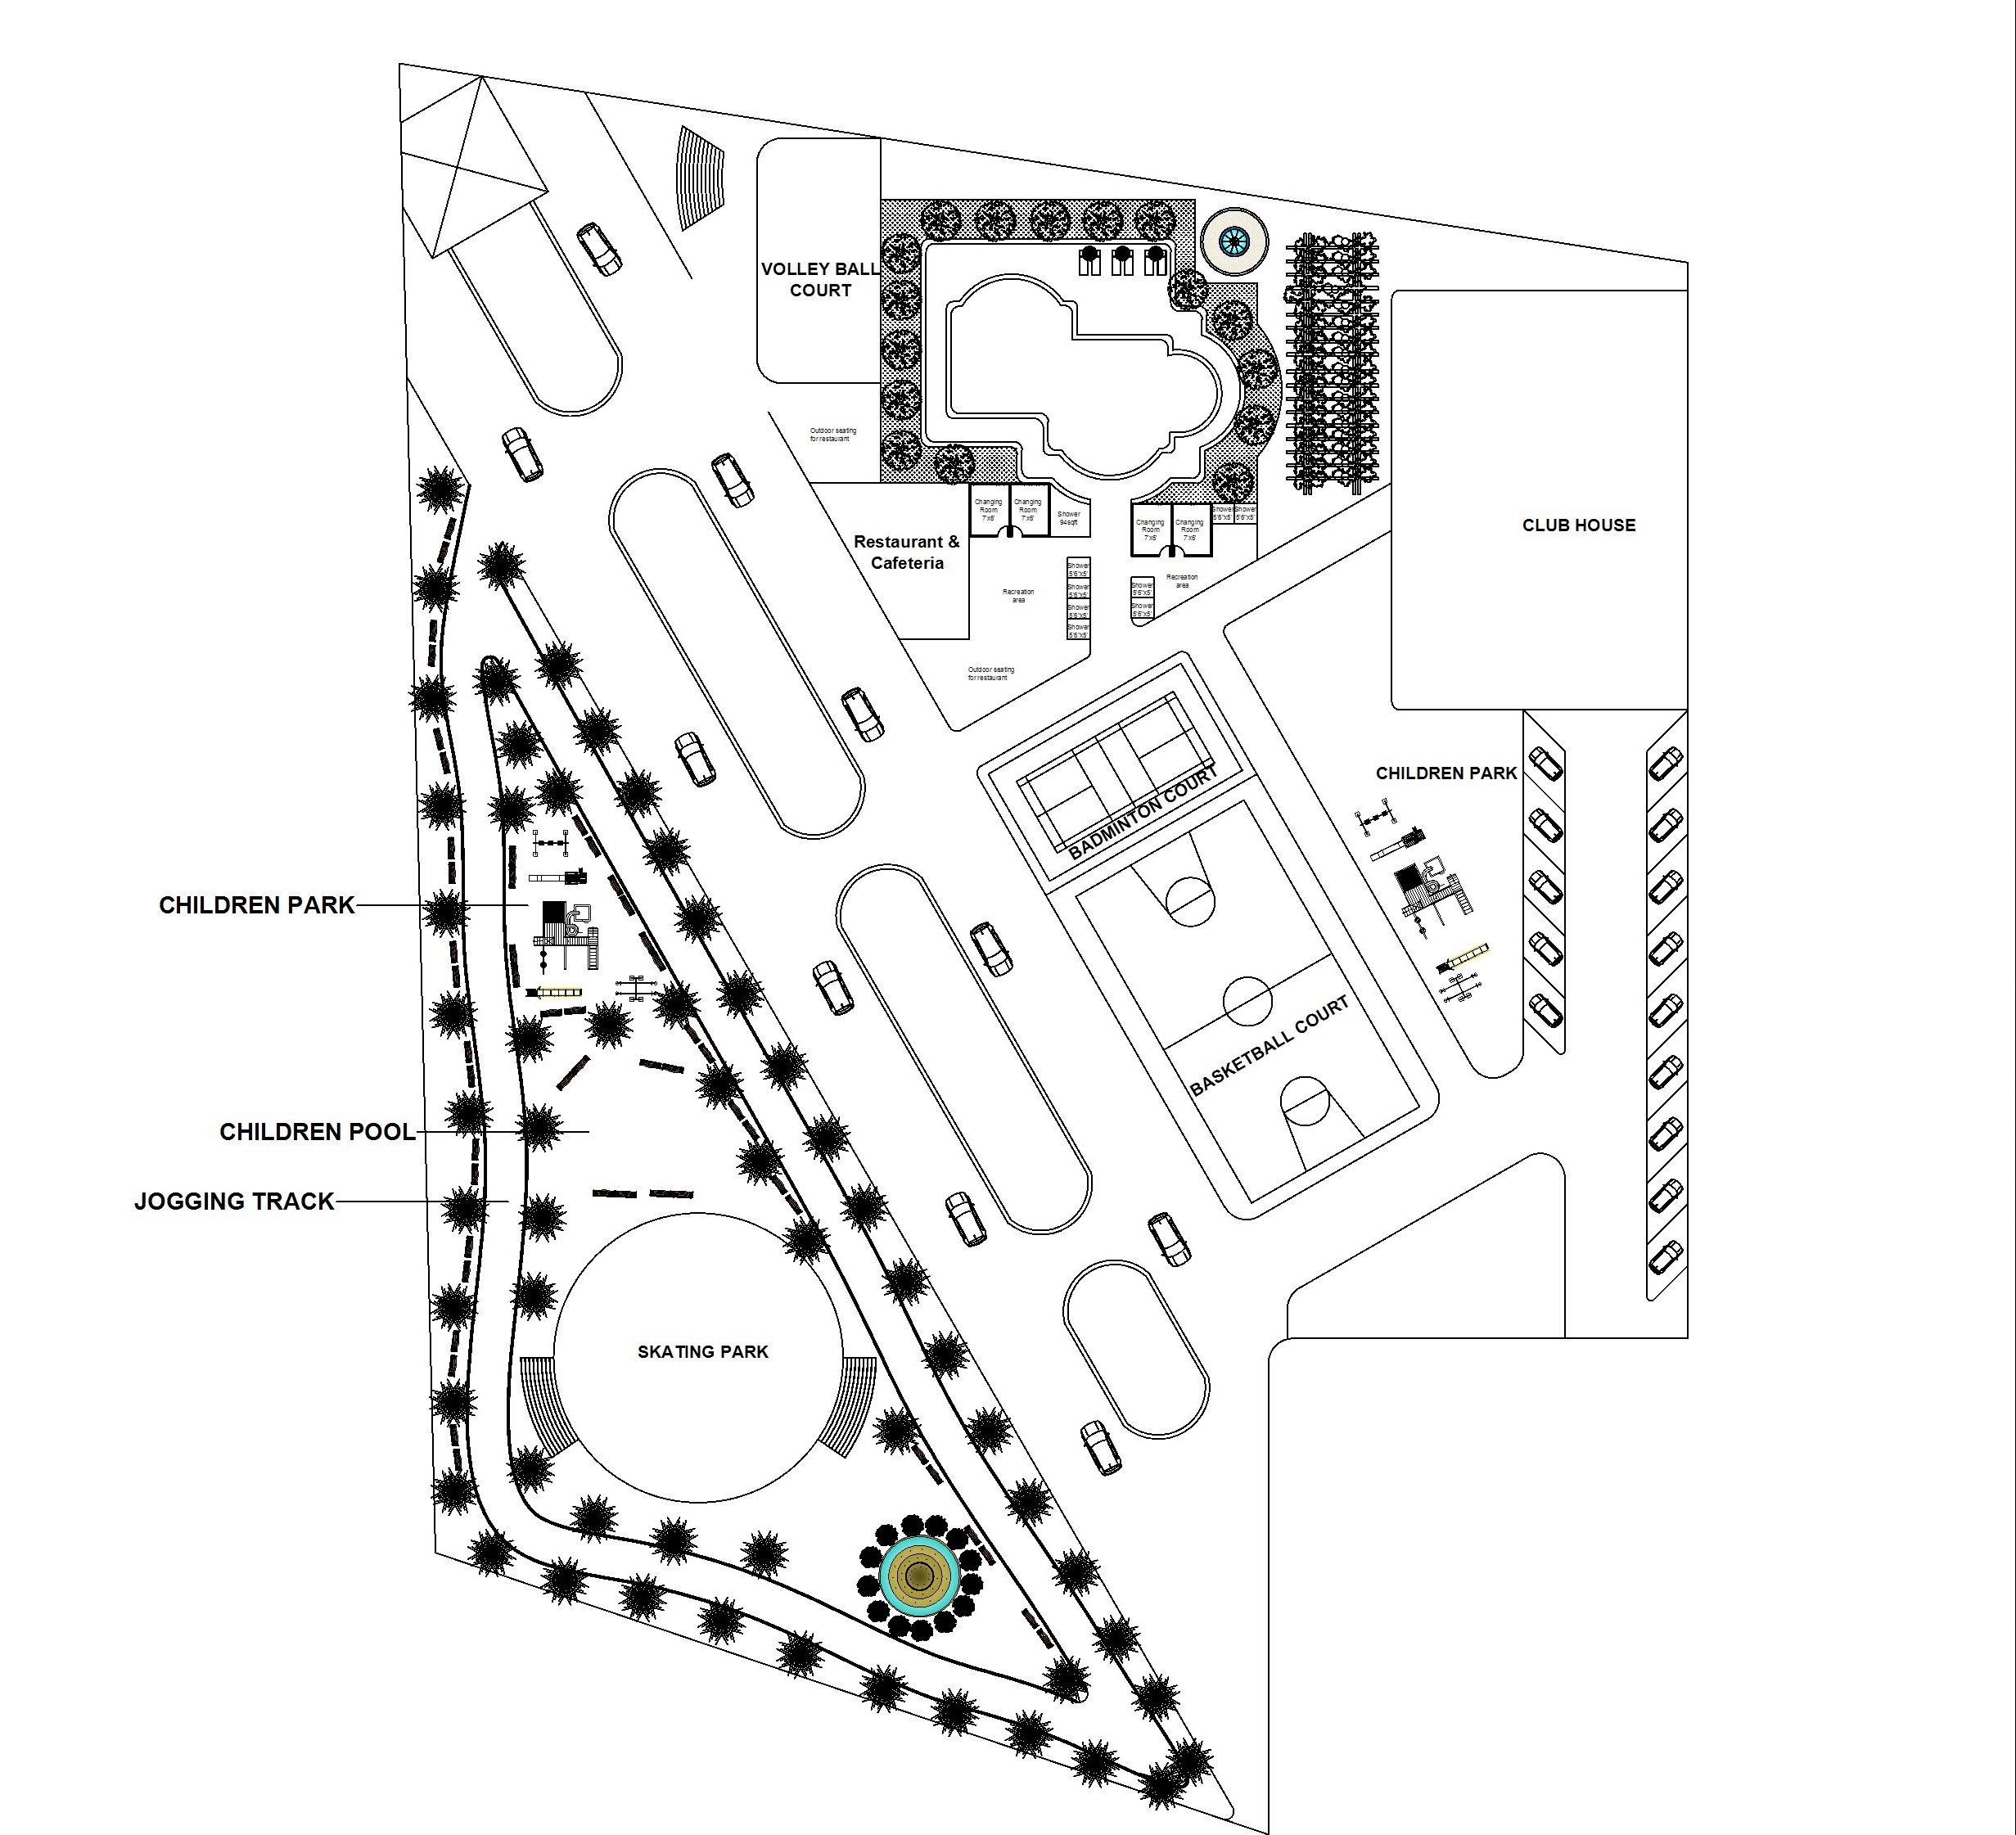 VOLLEY BALL
COURT
Outdoor seating
for restaurant
Changing
Room
7'x6'
Changing
Room
7'x6'
Shower
94sqft
Changing
Room
7'x6'
Changing
Room
7'x6'
Shower
5'6"x5'
Shower
5'6"x5'
Restaurant &
Cafeteria
CLUB HOUSE
Recreation
area
Shower
5'6"x5'
Shower
5'6"x5'
Shower
5'6"x5'
Shower
5'6"x5'
Recreation
area
Shower
5'6"x5'
Shower
5'6"x5'
Outdoor seating
for restaurant
BADMINTON COURT
CHILDREN PARK
CHILDREN PARK
BASKETBALL COURT
CHILDREN POOL
JOGGING TRACK
SKATING PARK